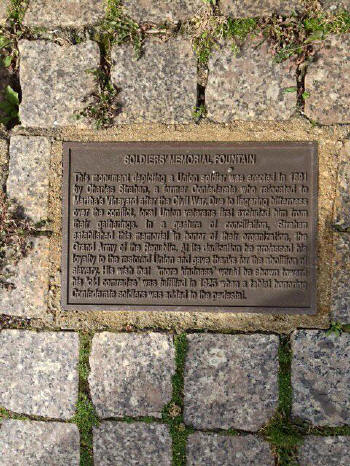 SOLDIERS' MEMORIAL FOUNTAIN
This monument depicting a Union soldier was erected in 1891
by Charles Strahan, a former Confederate who relocated to
Martha's Vineyard after the Civil War. Due to lingering bitterness
over the conflict, local Union veterans first excluded him from
their gatherings. In a gesture of conciliation, Strahan
established this memorial in honor of their organization, the
Grand Army of the Republic. At its dedication he professed his
loyalty to the restored Union and gave thanks for the abolition of
slavery. His wish that "more kindness" would be shown toward
his "old comrades" was fulfilled in 1925 when a tablet honoring
Confederate soldiers was added to the pedestal.